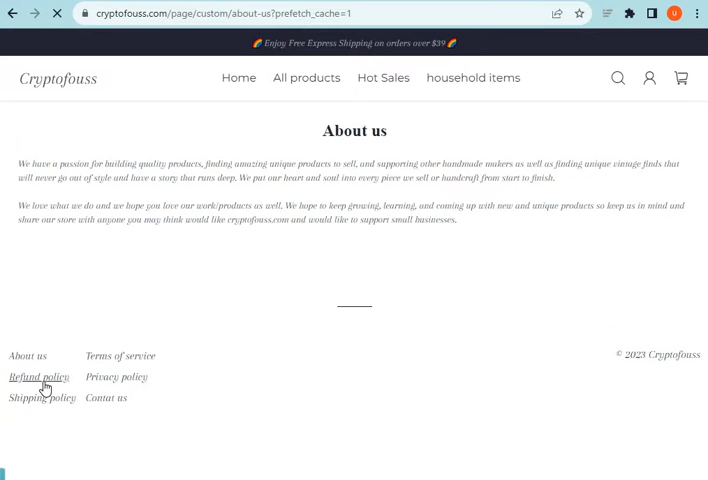 cryptofouss.com/page/custom/about-us?prefetch_cache=1
U
🌈 Enjoy Free Express Shipping on orders over $39 🌈
Cryptofouss Home All products Hot Sales household items
About us
We have a passion for building quality products, finding amazing unique products to sell, and supporting other handmade makers as well as finding unique vintage finds that
will never go out of style and have a story that runs deep. We put our heart and soul into every piece we sell or handcraft from start to finish.
We love what we do and we hope you love our work/products as well. We hope to keep growing, learning, and coming up with new and unique products so keep us in mind and
share our store with anyone you may think would like cryptofouss.com and would like to support small businesses.
About us Terms of service © 2023 Cryptofouss
Refund policy Privacy policy
Shipping policy Contat us